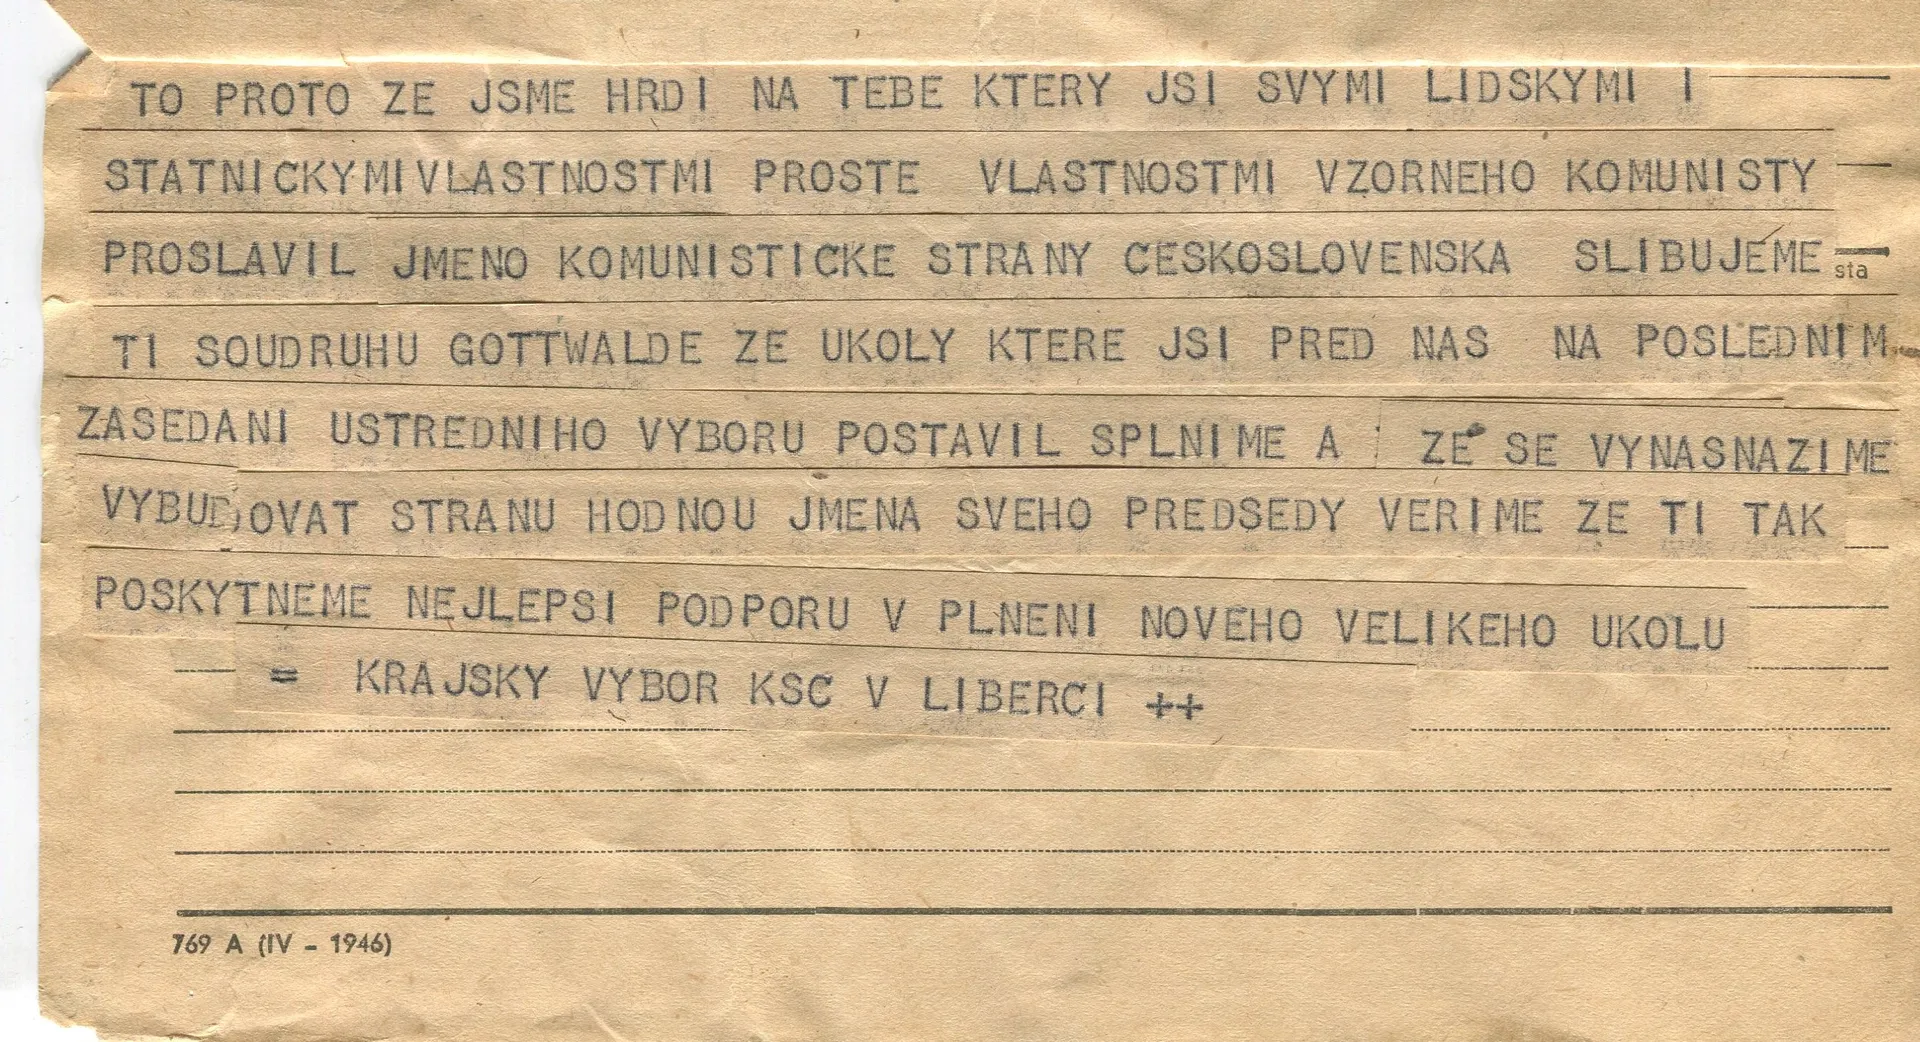 TO PROTO ZE JSME HRDI NA TEBE KTERY JSI SVYMI LIDSKYMI I
STATNICKYMI VLASTNOSTMI PROSTE VLASTNOSTMI VZORNEHO KOMUNISTY
PROSLAVIL JMENO KOMUNISTICKE STRANY CESKOSLOVENSKA SLIBUJEME
sta
TI SOUDRUHU GOTTWALDE ZE UKOLY KTERE JSI PRED NAS NA POSLEDNIM
ZASEDANI USTREDNIHO VYBORU POSTAVIL SPLNIME A ZE SE VYNASNAZIME
VYBUDOVAT STRANU HODNOU JMENA SVEHO PREDSEDY VERIME ZE TI TAK
POSKYTNEME NEJLEPSI PODPORU V PLNENI NOVEHO VELIKEHO UKOLU
= KRAJSKY VYBOR KSC V LIBERCI ++
769 A (IV - 1946)